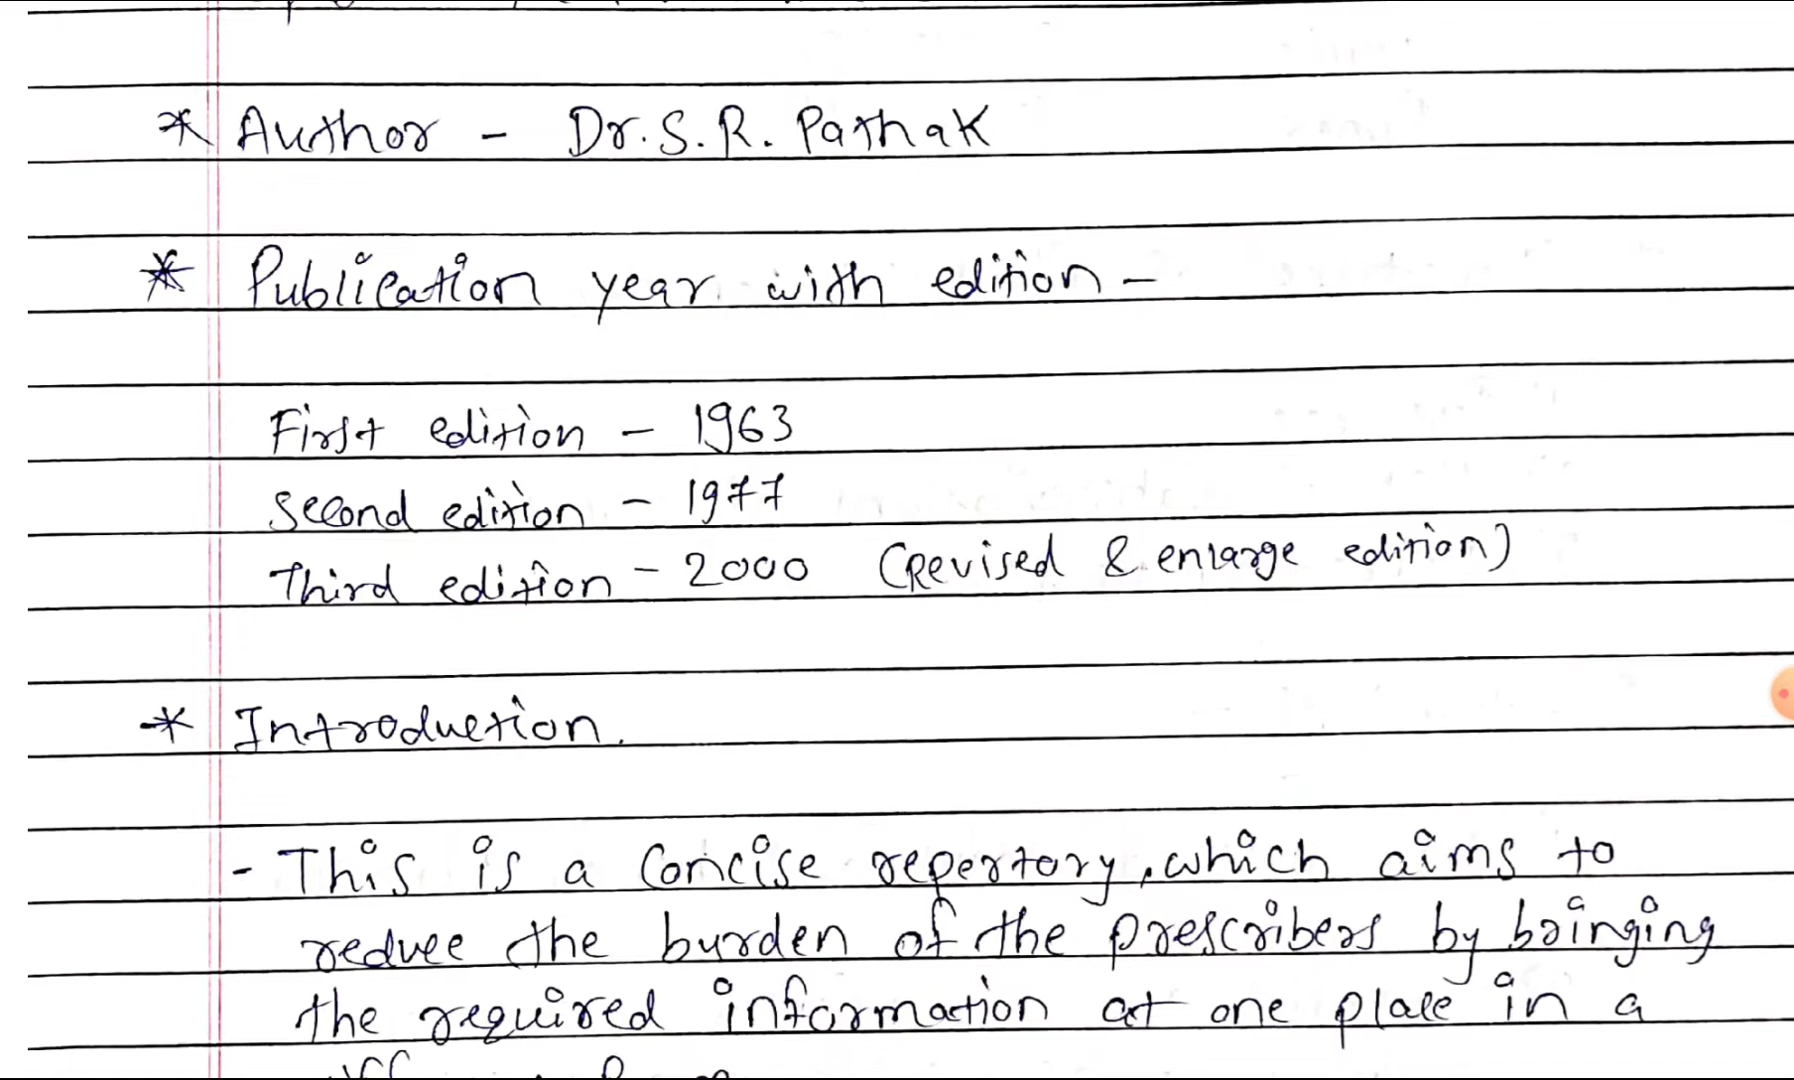 * Author - Dr. S. R. Pathak
* Publication year with edition -
First edition - 1963
Second edition - 1977
Third edition - 2000 (Revised & enlarge edition)
* Introduction.
- This is a concise repertory, which aims to
reduce the burden of the prescribers by bringing
the required information at one place in a